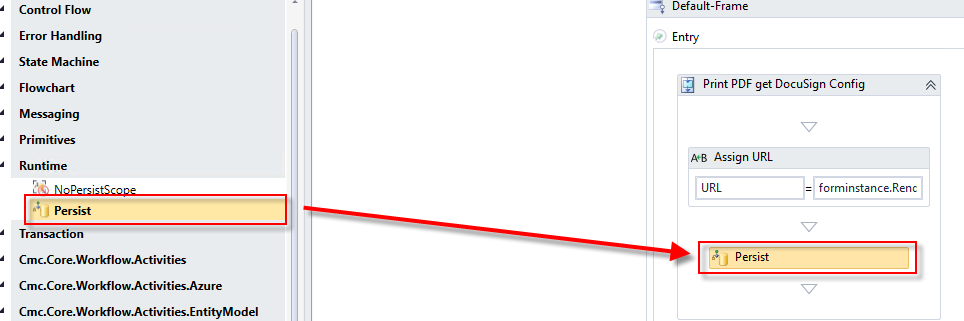 Control Flow
Error Handling
State Machine
Flowchart
Messaging
Primitives
Runtime
NoPersistScope
Persist
Transaction
Cmc.Core.Workflow.Activities
Cmc.Core.Workflow.Activities.Azure
Cmc.Core.Workflow.Activities.EntityModel
Default-Frame
Entry
Print PDF get DocuSign Config
A+B Assign URL
URL = forminstance.Renc
Persist